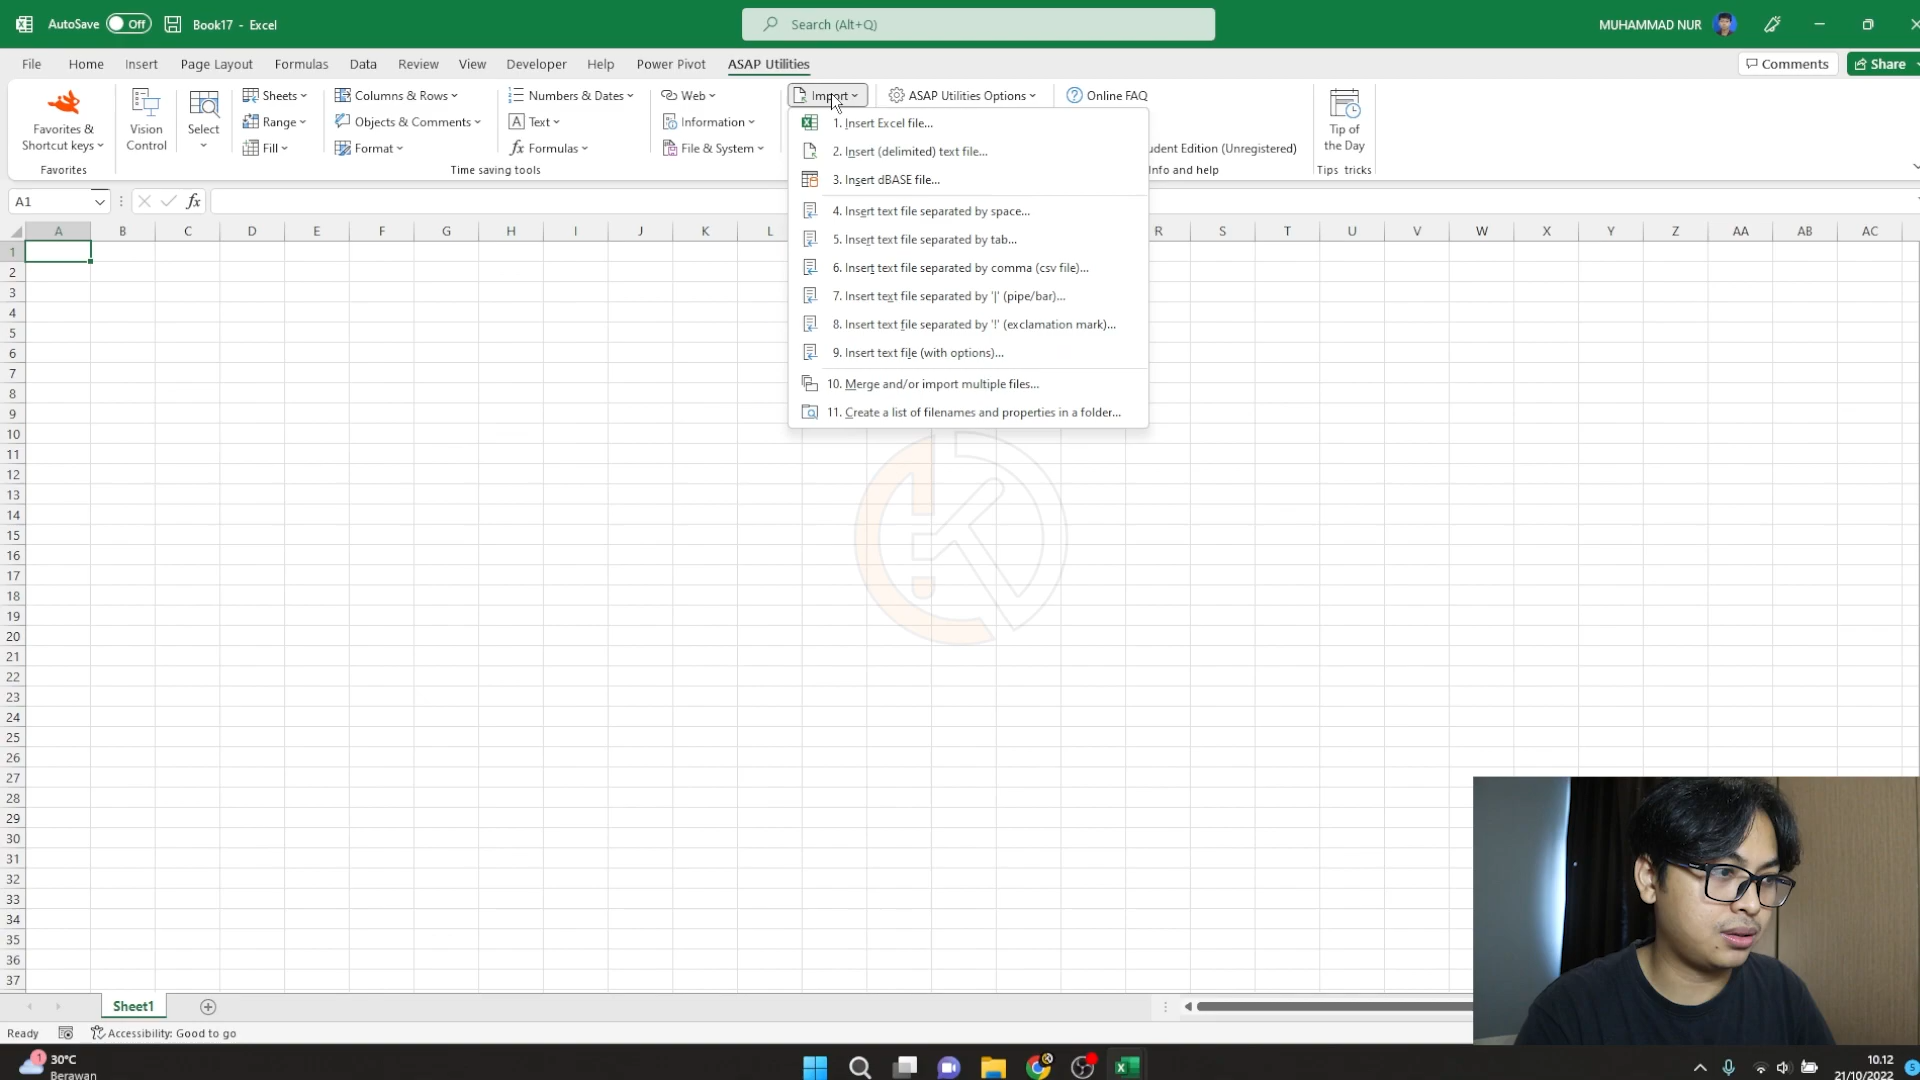 AutoSave Off Book17 - Excel Search (Alt+Q) MUHAMMAD NUR
File Home Insert Page Layout Formulas Data Review View Developer Help Power Pivot ASAP Utilities Comments Share
Favorites &
Shortcut keys
Favorites
Vision
Control
Select
Sheets
Range
Fill
Columns & Rows
Objects & Comments
Format
Numbers & Dates
Text
Formulas
Time saving tools
Web
Information
File & System
Import
ASAP Utilities Options
Online FAQ
udent Edition (Unregistered)
nfo and help
Tip of
the Day
Tips tricks
1. Insert Excel file...
2. Insert (delimited) text file...
3. Insert dBASE file...
4. Insert text file separated by space...
5. Insert text file separated by tab...
6. Insert text file separated by comma (csv file)...
7. Insert text file separated by '|' (pipe/bar)...
8. Insert text file separated by '!' (exclamation mark)...
9. Insert text file (with options)...
10. Merge and/or import multiple files...
11. Create a list of filenames and properties in a folder...
A1 fx
A B C D E F G H I J K L R S T U V W X Y Z AA AB AC
1
2
3
4
5
6
7
8
9
10
11
12
13
14
15
16
17
18
19
20
21
22
23
24
25
26
27
28
29
30
31
32
33
34
35
36
37
Sheet1
Ready Accessibility: Good to go
1 30°C
Berawan
10.12
21/10/2022
5